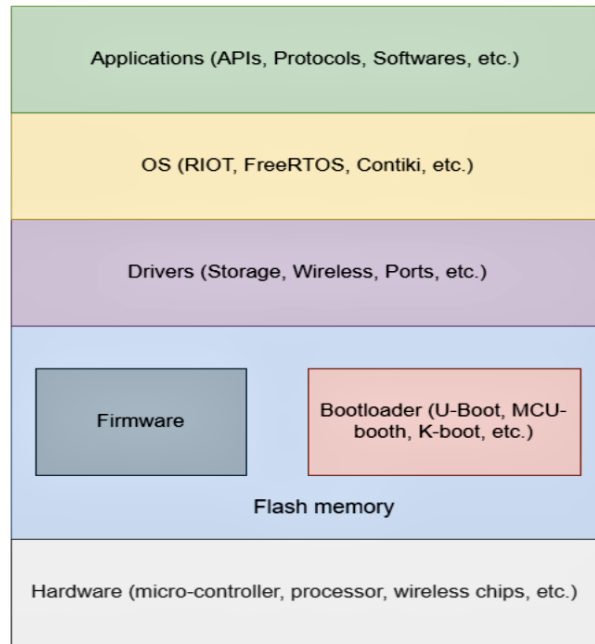 Applications (APIs, Protocols, Softwares, etc.)
OS (RIOT, FreeRTOS, Contiki, etc.)
Drivers (Storage, Wireless, Ports, etc.)
Firmware
Bootloader (U-Boot, MCU-
booth, K-boot, etc.)
Flash memory
Hardware (micro-controller, processor, wireless chips, etc.)